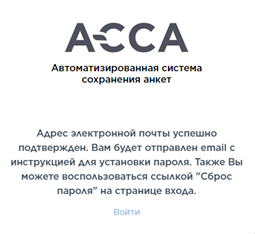 АССА
Автоматизированная система
сохранения анкет
Адрес электронной почты успешно
подтвержден. Вам будет отправлен email с
инструкцией для установки пароля. Также Вы
можете воспользоваться ссылкой "Сброс
пароля" на странице входа.
Войти